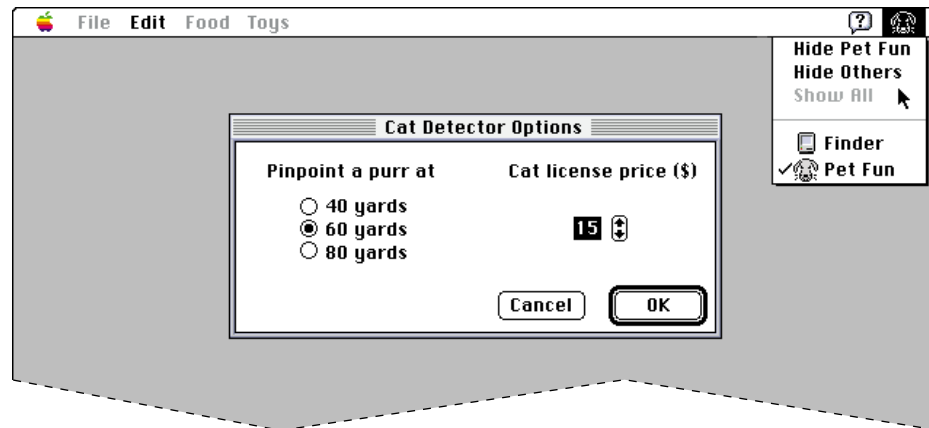 File Edit Food Toys
Hide Pet Fun
Hide Others
Show All
Finder
Pet Fun
Cat Detector Options
Pinpoint a purr at
40 yards
60 yards
80 yards
Cat license price ($)
15
Cancel OK